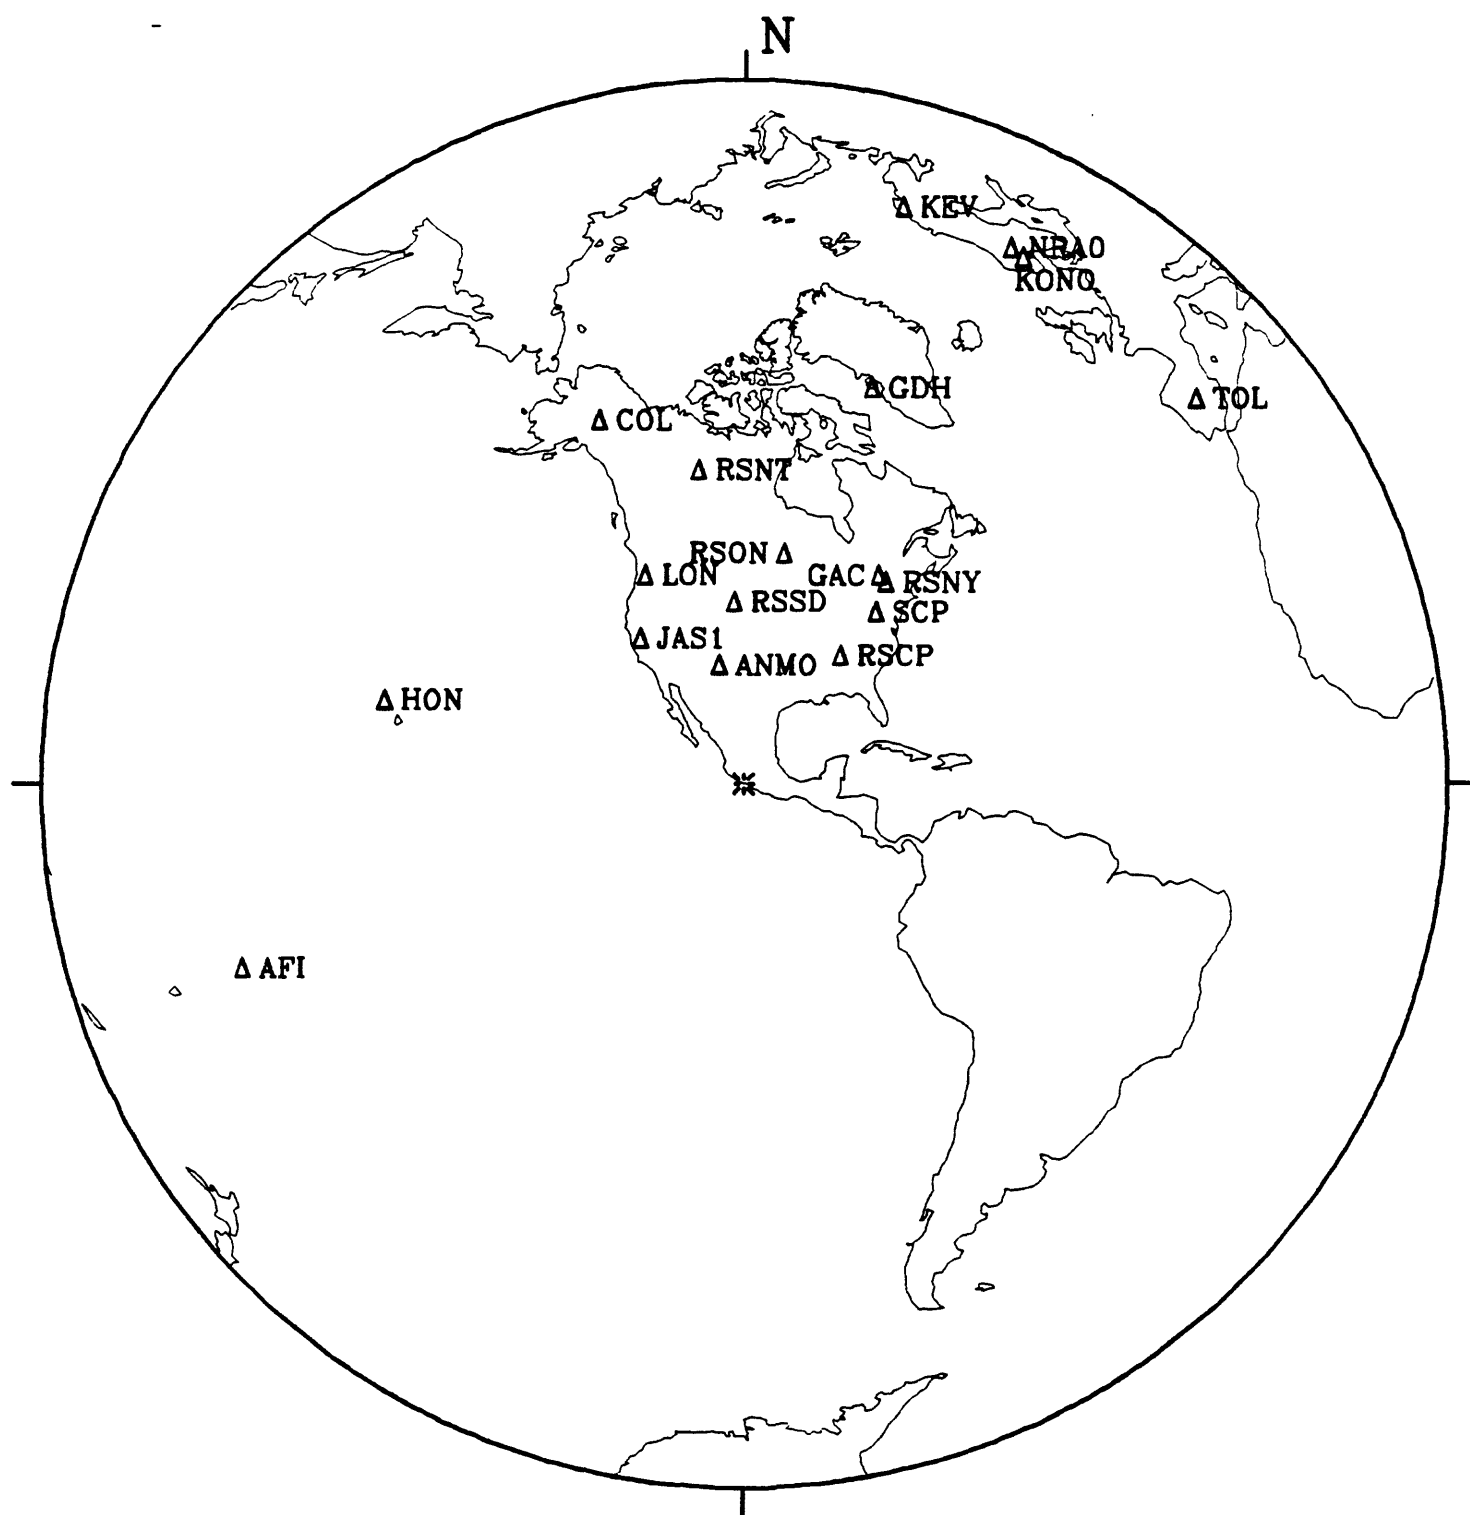 N
KEV
NRAO
KONO
GDH
TOL
COL
RSNT
RSON
LON
GAC
RSNY
RSSD
SCP
JAS1
RSCP
ANMO
HON
AFI